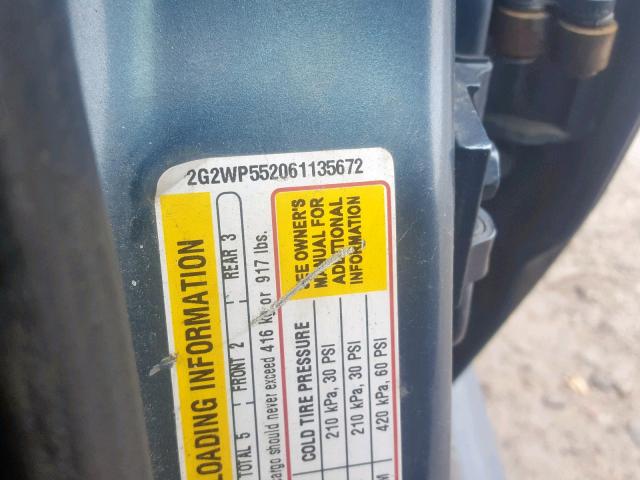 2G2WP552061135672
LOADING INFORMATION
TOTAL 5 FRONT 2 REAR 3
cargo should never exceed 416 kg or 917 lbs.
SEE OWNER'S
MANUAL FOR
ADDITIONAL
INFORMATION
COLD TIRE PRESSURE
210 kPa, 30 PSI
210 kPa, 30 PSI
420 kPa, 60 PSI